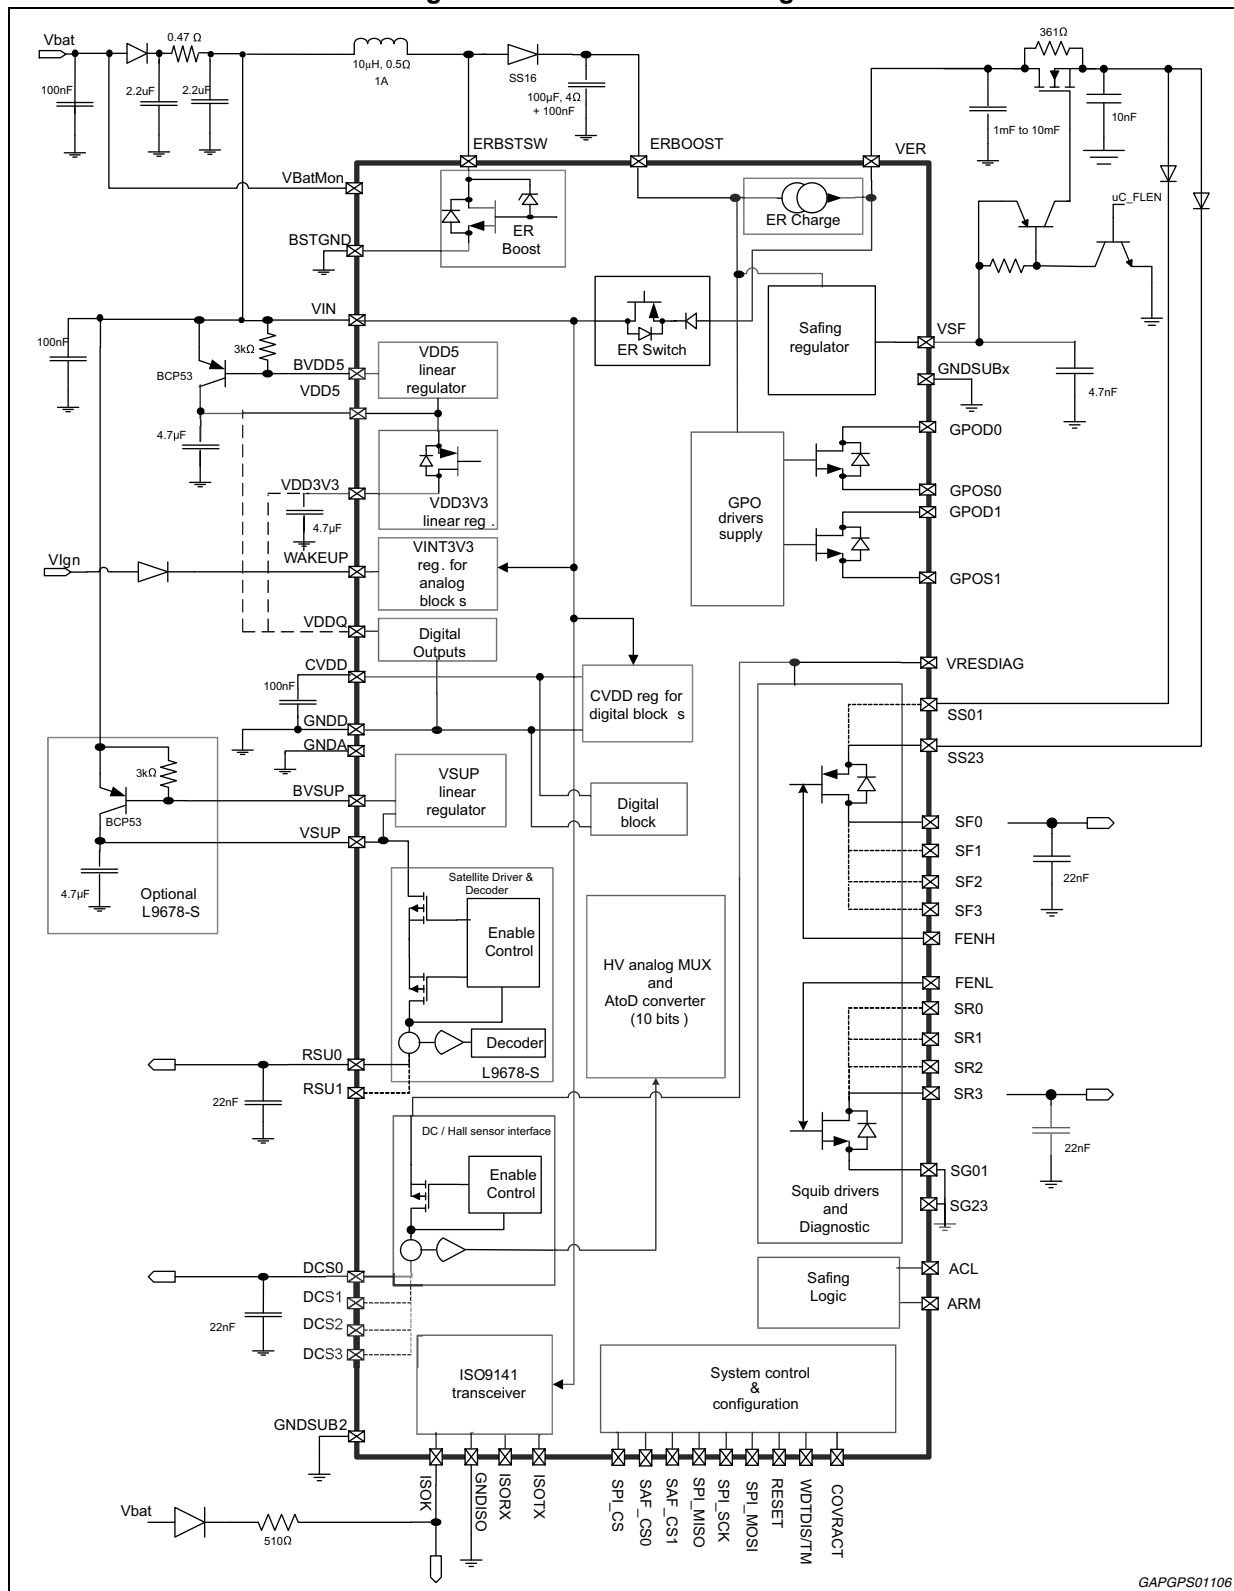 Vbat
0.47 Ω
100nF
2.2uF
2.2uF
10µH, 0.5Ω
1A
SS16
100µF, 4Ω
+ 100nF
361Ω
1mF to 10mF
10nF
ERBSTSW
ERBOOST
VER
VBatMon
uC_FLEN
ER
Boost
ER Charge
BSTGND
VIN
ER Switch
Safing
regulator
VSF
100nF
3kΩ
BCP53
BVDD5
VDD5
linear
regulator
VDD5
GNDSUBx
4.7nF
4.7µF
GPOD0
VDD3V3
VDD3V3
linear reg .
4.7µF
GPO
drivers
supply
GPOS0
GPOD1
VIgn
WAKEUP
VINT3V3
reg. for
analog
block s
GPOS1
VDDQ
Digital
Outputs
CVDD
100nF
CVDD reg for
digital block s
VRESDIAG
GNDD
GNDA
SS01
SS23
3kΩ
BCP53
BVSUP
VSUP
linear
regulator
Digital
block
VSUP
SF0
SF1
SF2
SF3
22nF
4.7µF
Optional
L9678-S
Satellite Driver &
Decoder
Enable
Control
HV analog MUX
and
AtoD converter
(10 bits )
FENH
FENL
SR0
SR1
SR2
SR3
Decoder
L9678-S
RSU0
RSU1
22nF
22nF
DC / Hall sensor interface
Enable
Control
SG01
SG23
Squib drivers
and
Diagnostic
DCS0
DCS1
DCS2
DCS3
22nF
Safing
Logic
ACL
ARM
ISO9141
transceiver
System control
&
configuration
GNDSUB2
ISOK
GNDISO
ISORX
ISOTX
SPI_CS
SAF_CS0
SAF_CS1
SPI_MISO
SPI_SCK
SPI_MOSI
RESET
WDTDIS/TM
COVRACT
Vbat
510Ω
GAPGPS01106